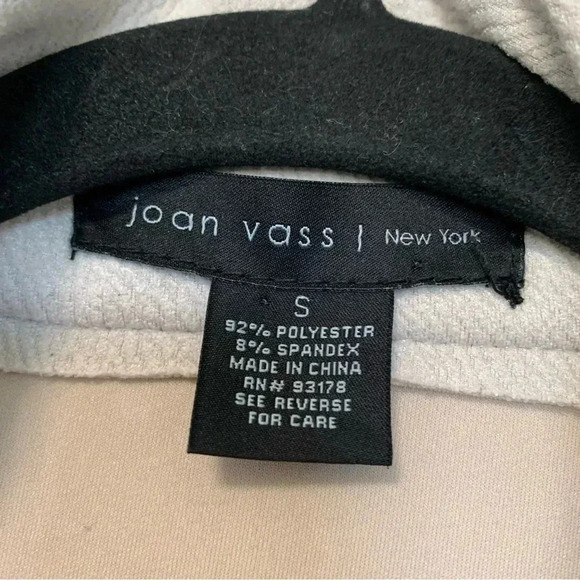 joan vass | New York
S
92% POLYESTER
8% SPANDEX
MADE IN CHINA
RN# 93178
SEE REVERSE
FOR CARE